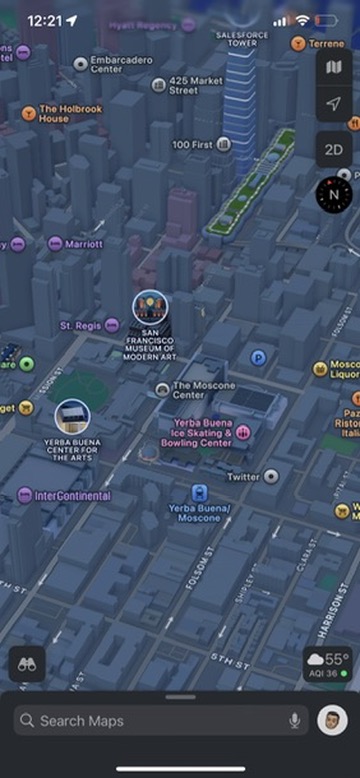 12:21
Hyatt Regency
SALESFORCE
TOWER
Terrene
Embarcadero
Center
425 Market
Street
The Holbrook
House
100 First
2D
N
Marriott
St. Regis
SAN
FRANCISCO
MUSEUM OF
MODERN ART
P
The Moscone
Center
YERBA BUENA
CENTER FOR
THE ARTS
Yerba Buena
Ice Skating &
Bowling Center
Twitter
InterContinental
Yerba Buena/
Moscone
FOLSOM ST
SHIPLEY ST
CLARA ST
HARRISON ST
5TH ST
55°
AQI 36
Search Maps